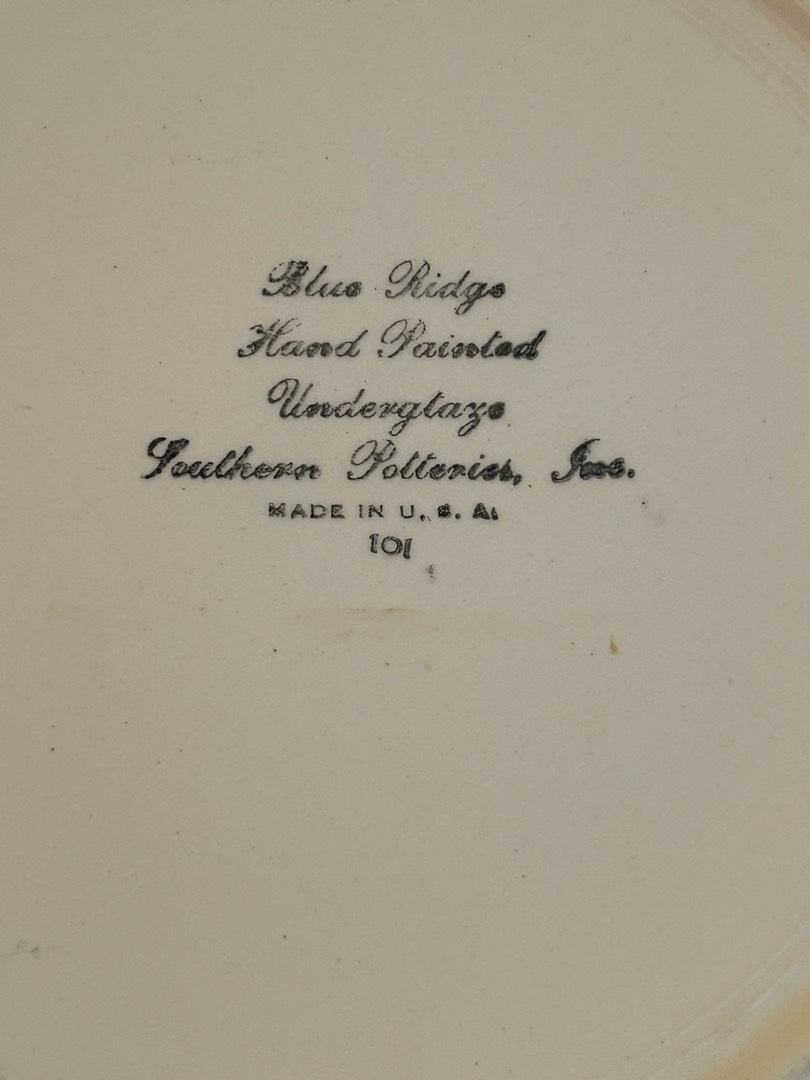 Blue Ridge
Hand Painted
Underglaze
Southern Potteries, Inc.
MADE IN U.S.A.
101